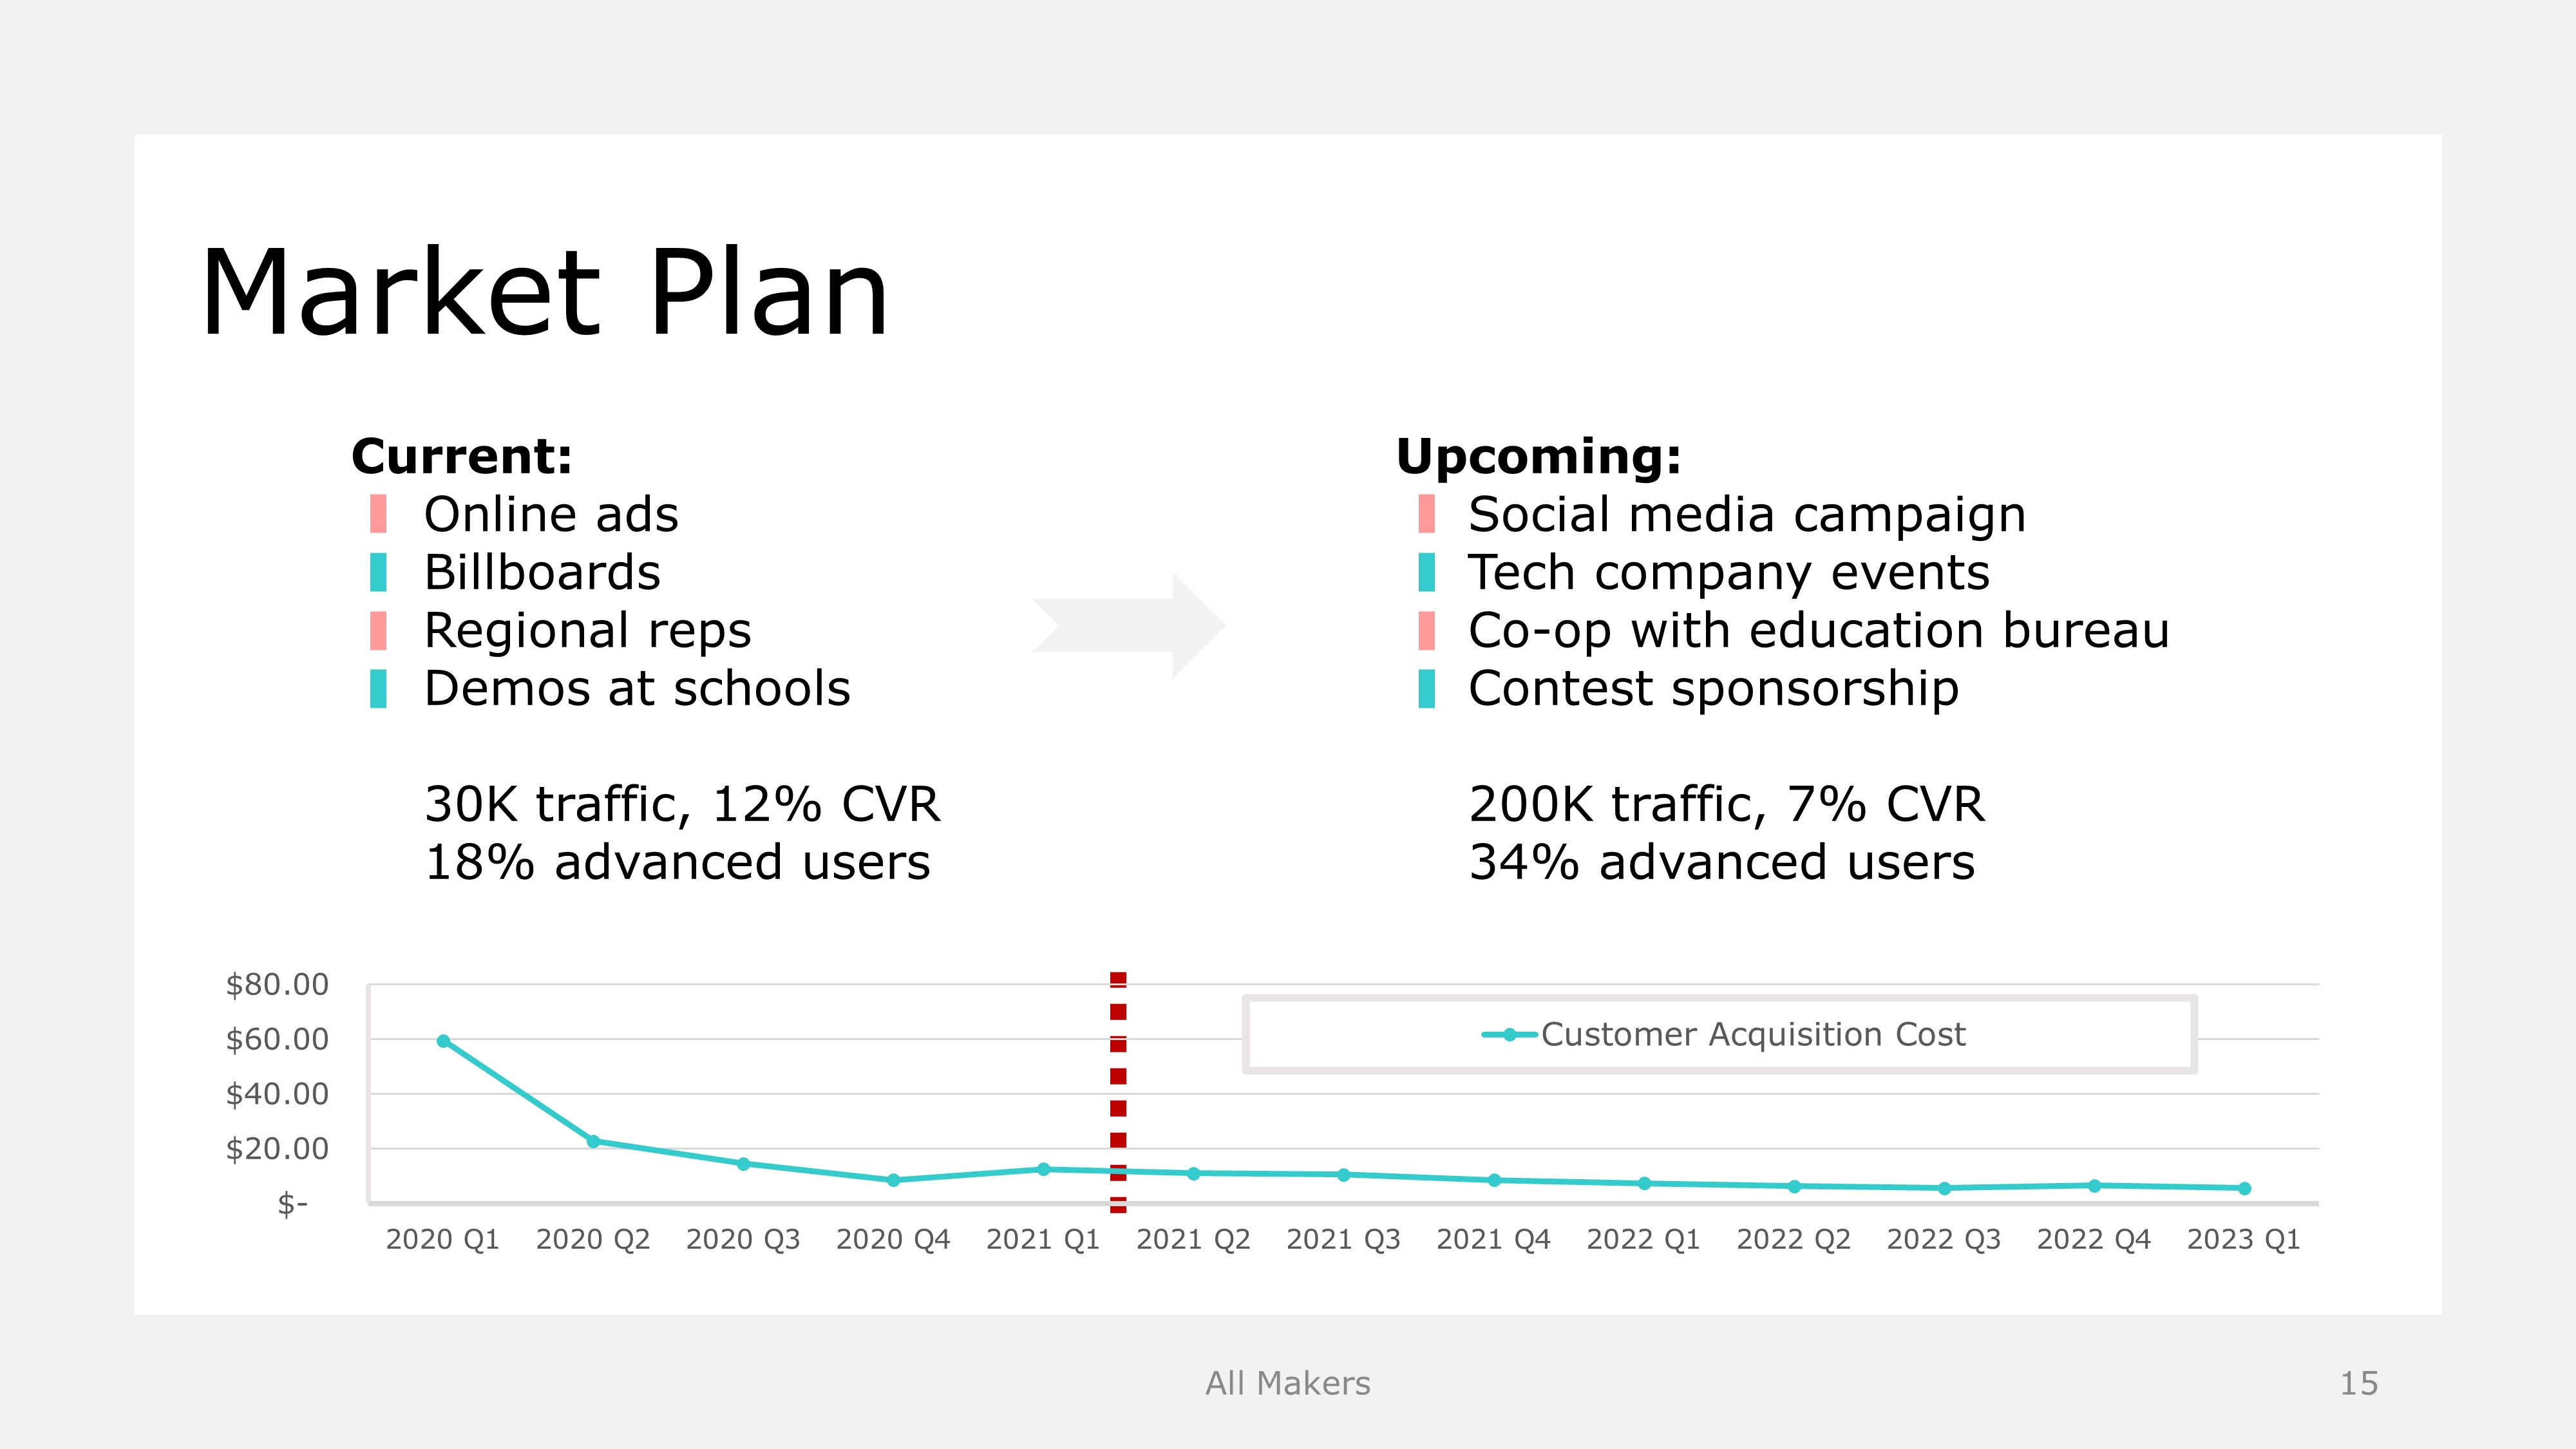 Market Plan
Current:
Online ads
Billboards
Regional reps
Demos at schools
30K traffic, 12% CVR
18% advanced users
Upcoming:
Social media campaign
Tech company events
Co-op with education bureau
Contest sponsorship
200K traffic, 7% CVR
34% advanced users
$80.00
$60.00
$40.00
$20.00
$-
Customer Acquisition Cost
2020 Q1 2020 Q2 2020 Q3 2020 Q4 2021 Q1 2021 Q2 2021 Q3 2021 Q4 2022 Q1 2022 Q2 2022 Q3 2022 Q4 2023 Q1
All Makers
15